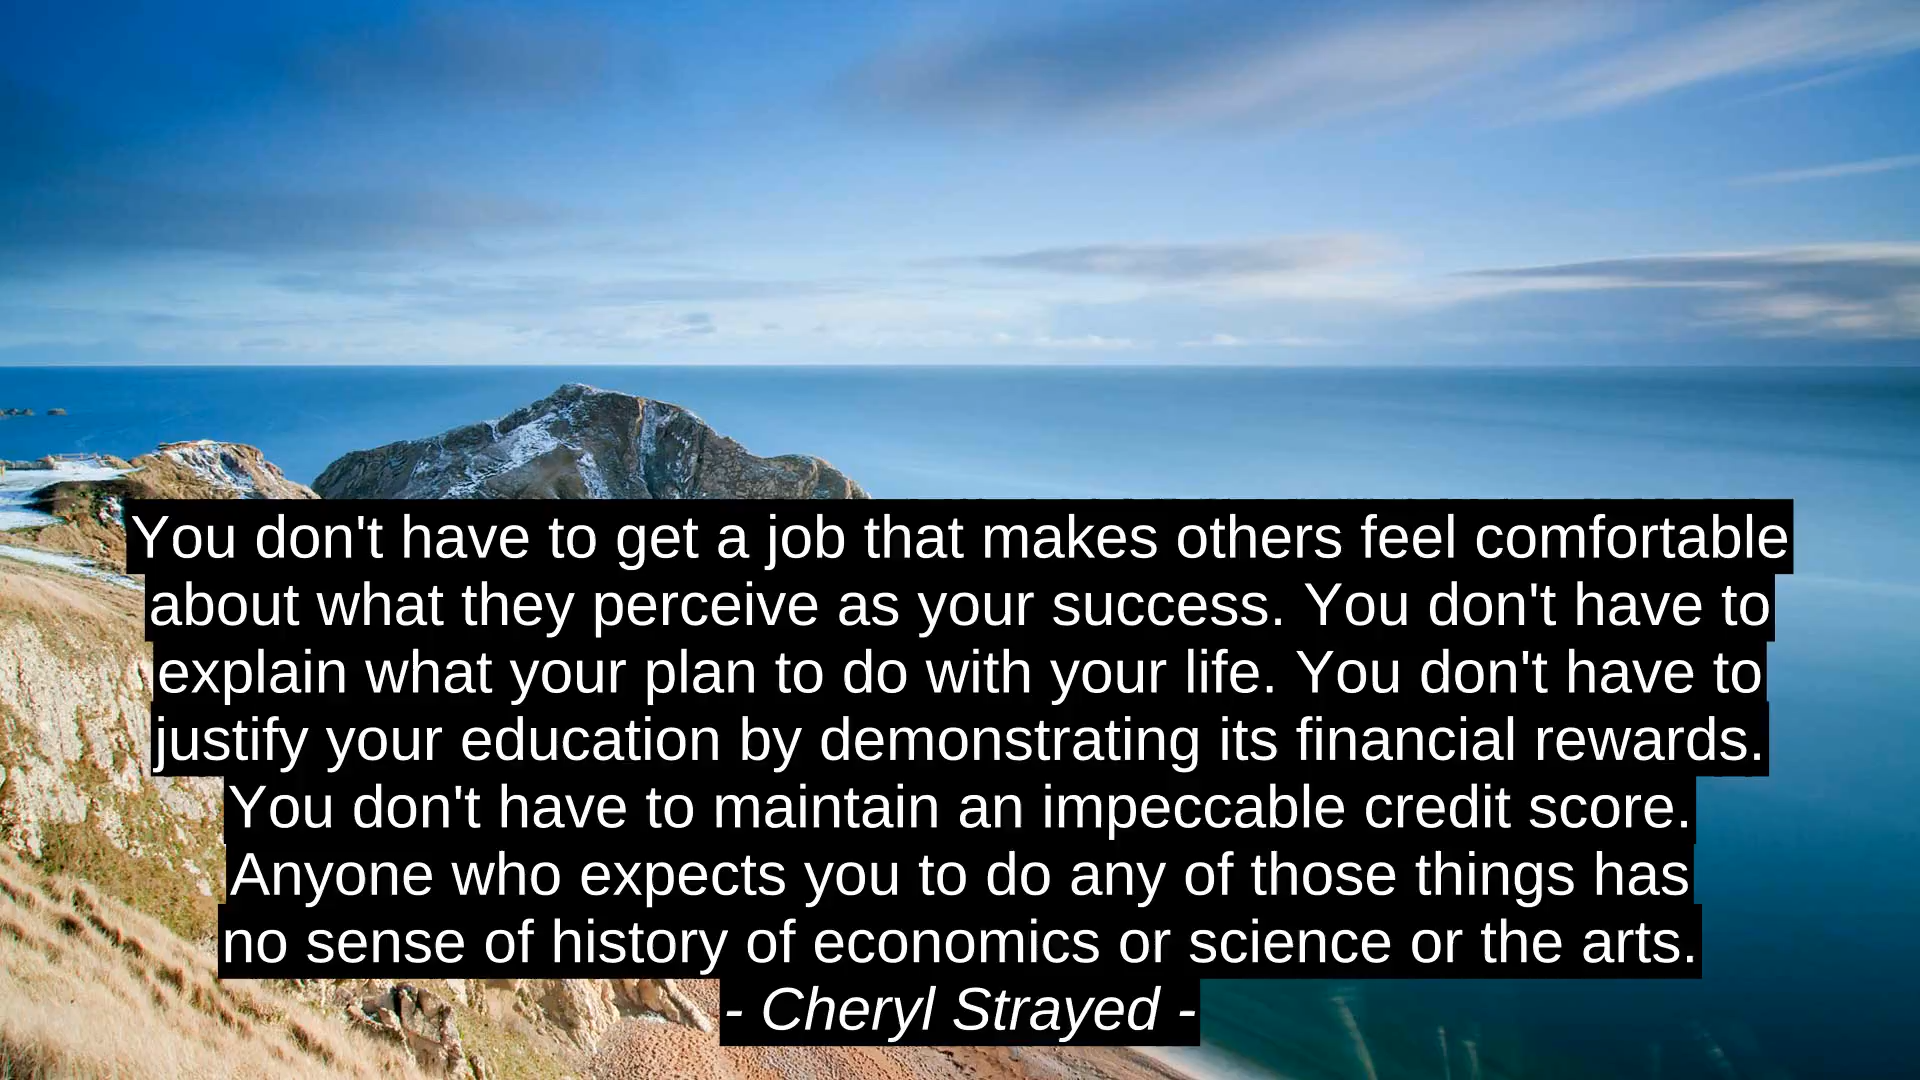 You don't have to get a job that makes others feel comfortable
about what they perceive as your success. You don't have to
explain what your plan to do with your life. You don't have to
justify your education by demonstrating its financial rewards.
You don't have to maintain an impeccable credit score.
Anyone who expects you to do any of those things has
no sense of history of economics or science or the arts.
- Cheryl Strayed -